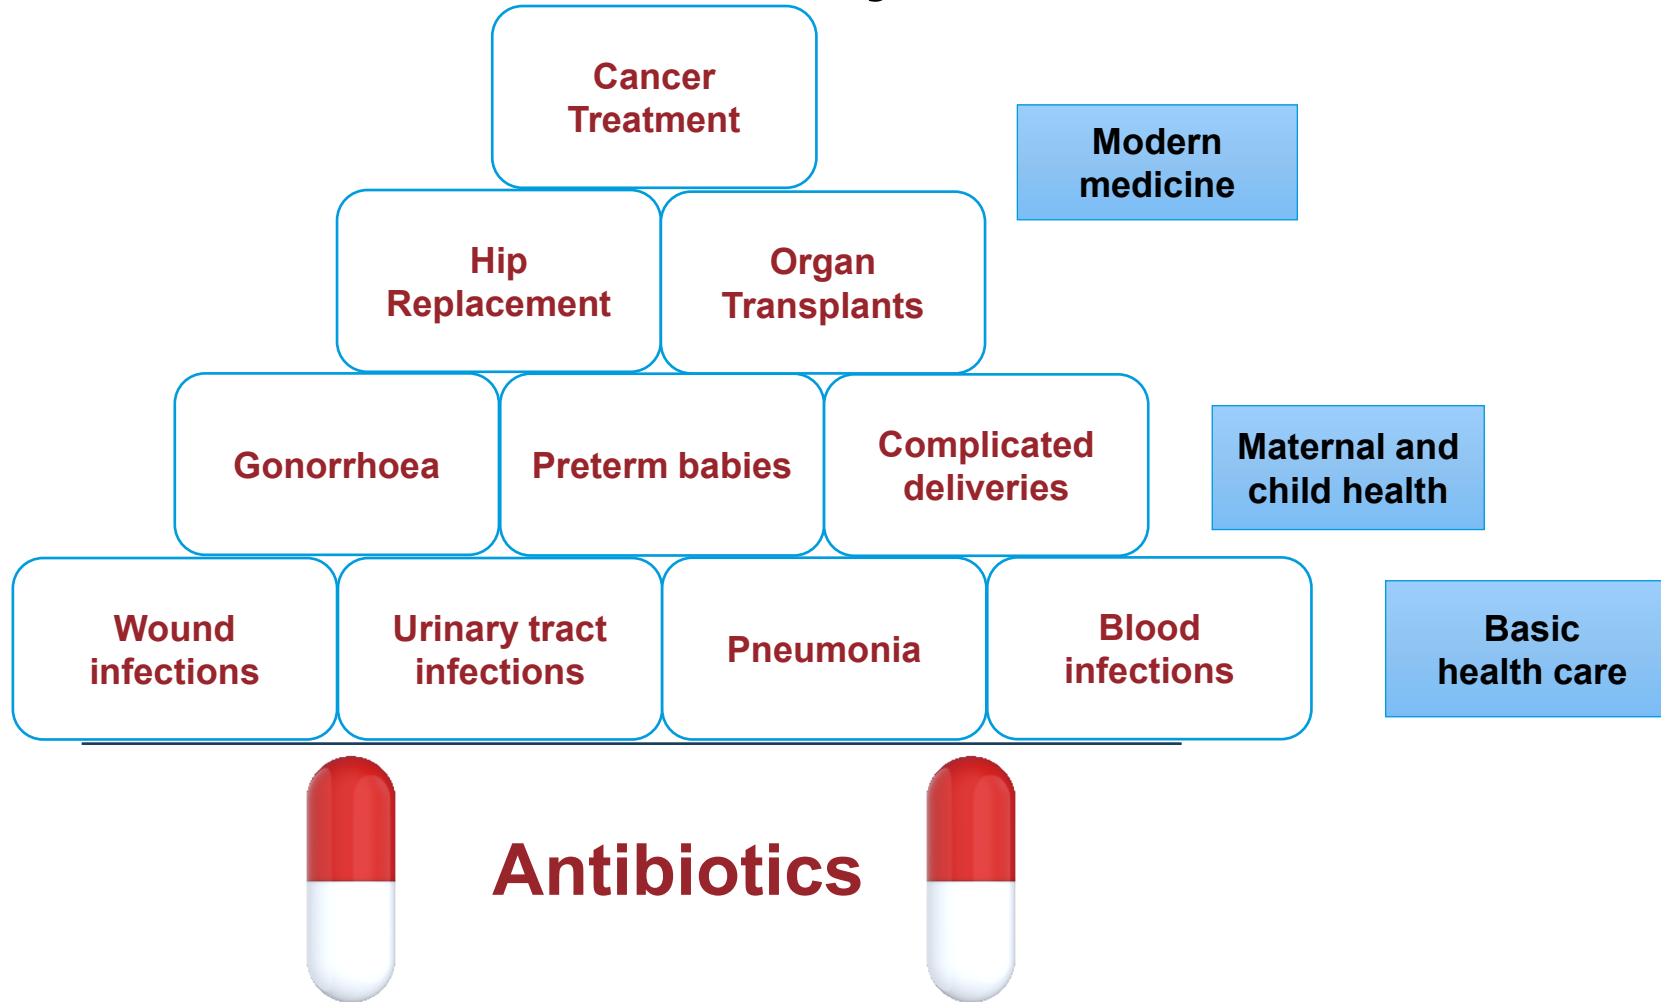 Cancer
Treatment
Modern
medicine
Hip
Replacement
Organ
Transplants
Gonorrhoea
Preterm babies
Complicated
deliveries
Maternal and
child health
Wound
infections
Urinary tract
infections
Pneumonia
Blood
infections
Basic
health care
Antibiotics